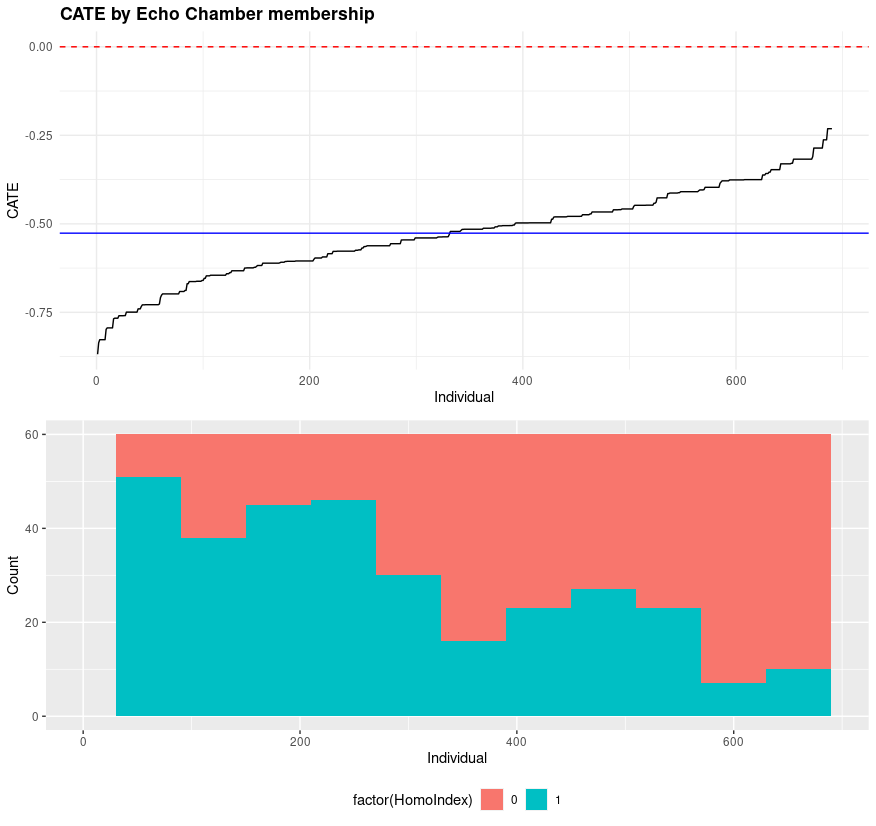 CATE by Echo Chamber membership
0.00
-0.25
-0.50
-0.75
CATE
0 200 400 600
Individual
60
40
20
0
Count
0 200 400 600
Individual
factor(HomoIndex) 0 1